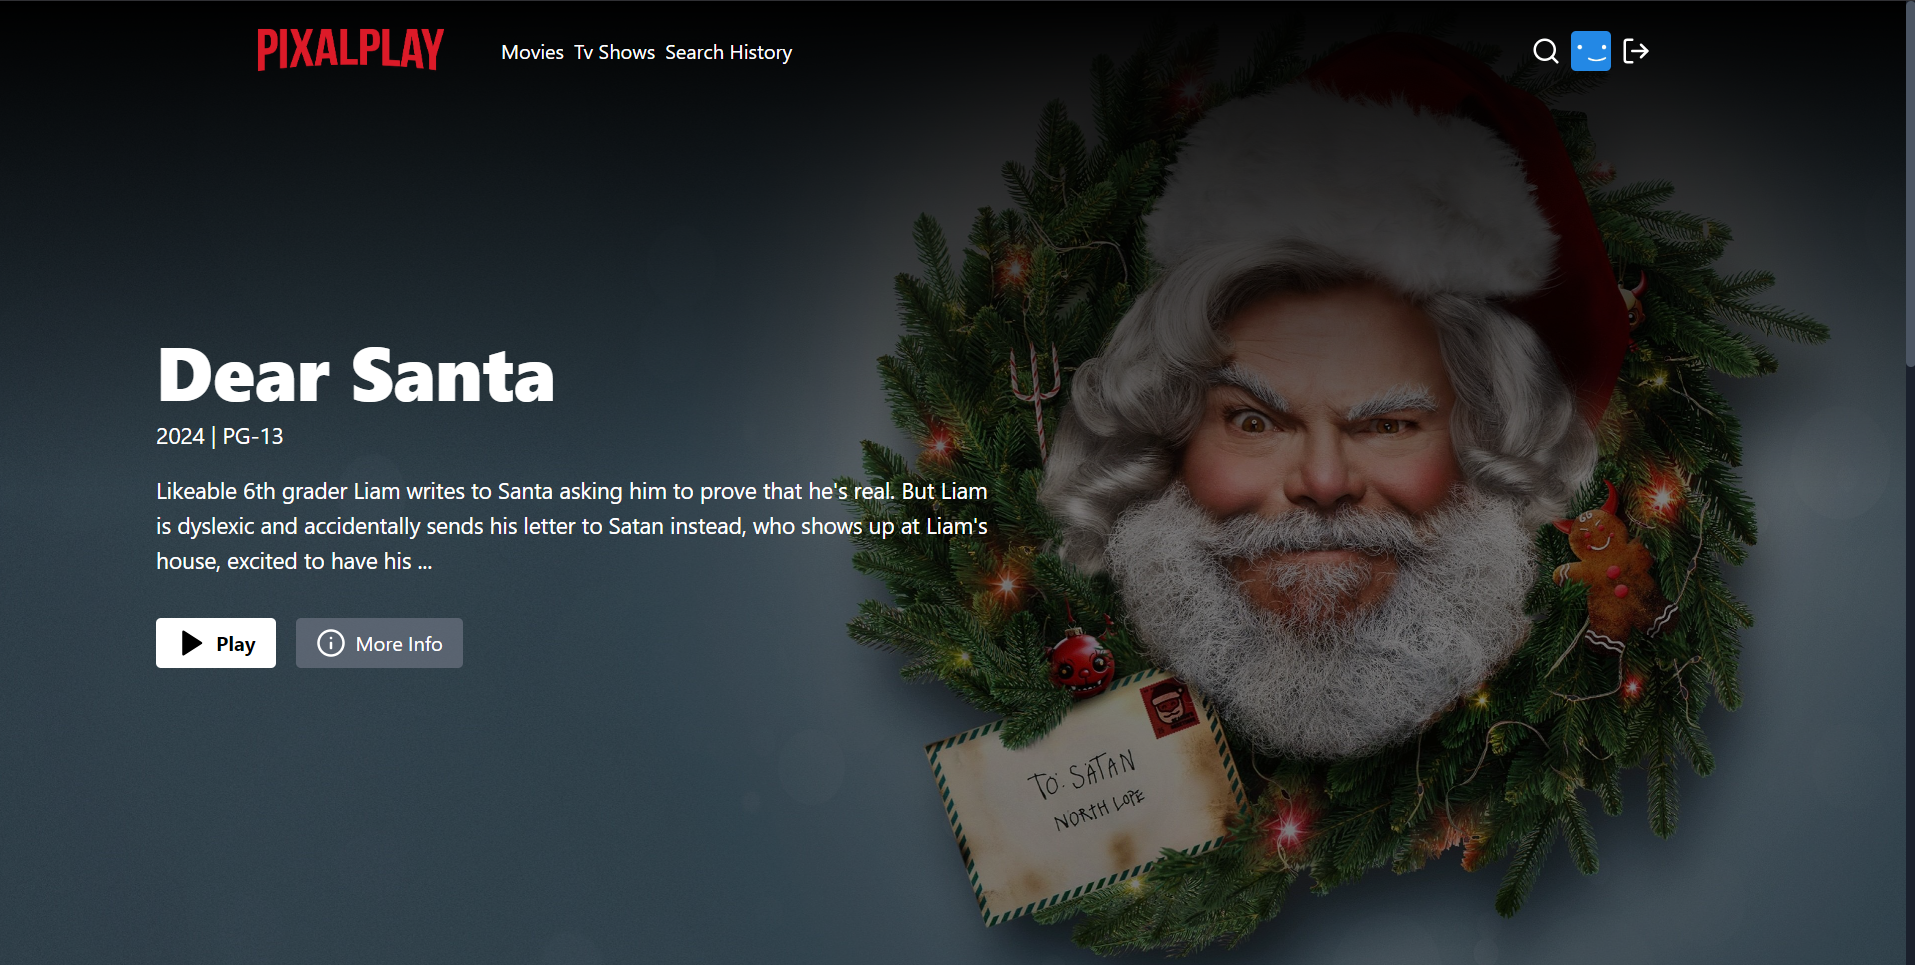 PIXALPLAY
Movies Tv Shows Search History
Dear Santa
2024 | PG-13
Likeable 6th grader Liam writes to Santa asking him to prove that he's real. But Liam
is dyslexic and accidentally sends his letter to Satan instead, who shows up at Liam's
house, excited to have his ...
Play
More Info
TO: SATAN
NORTH LOPE